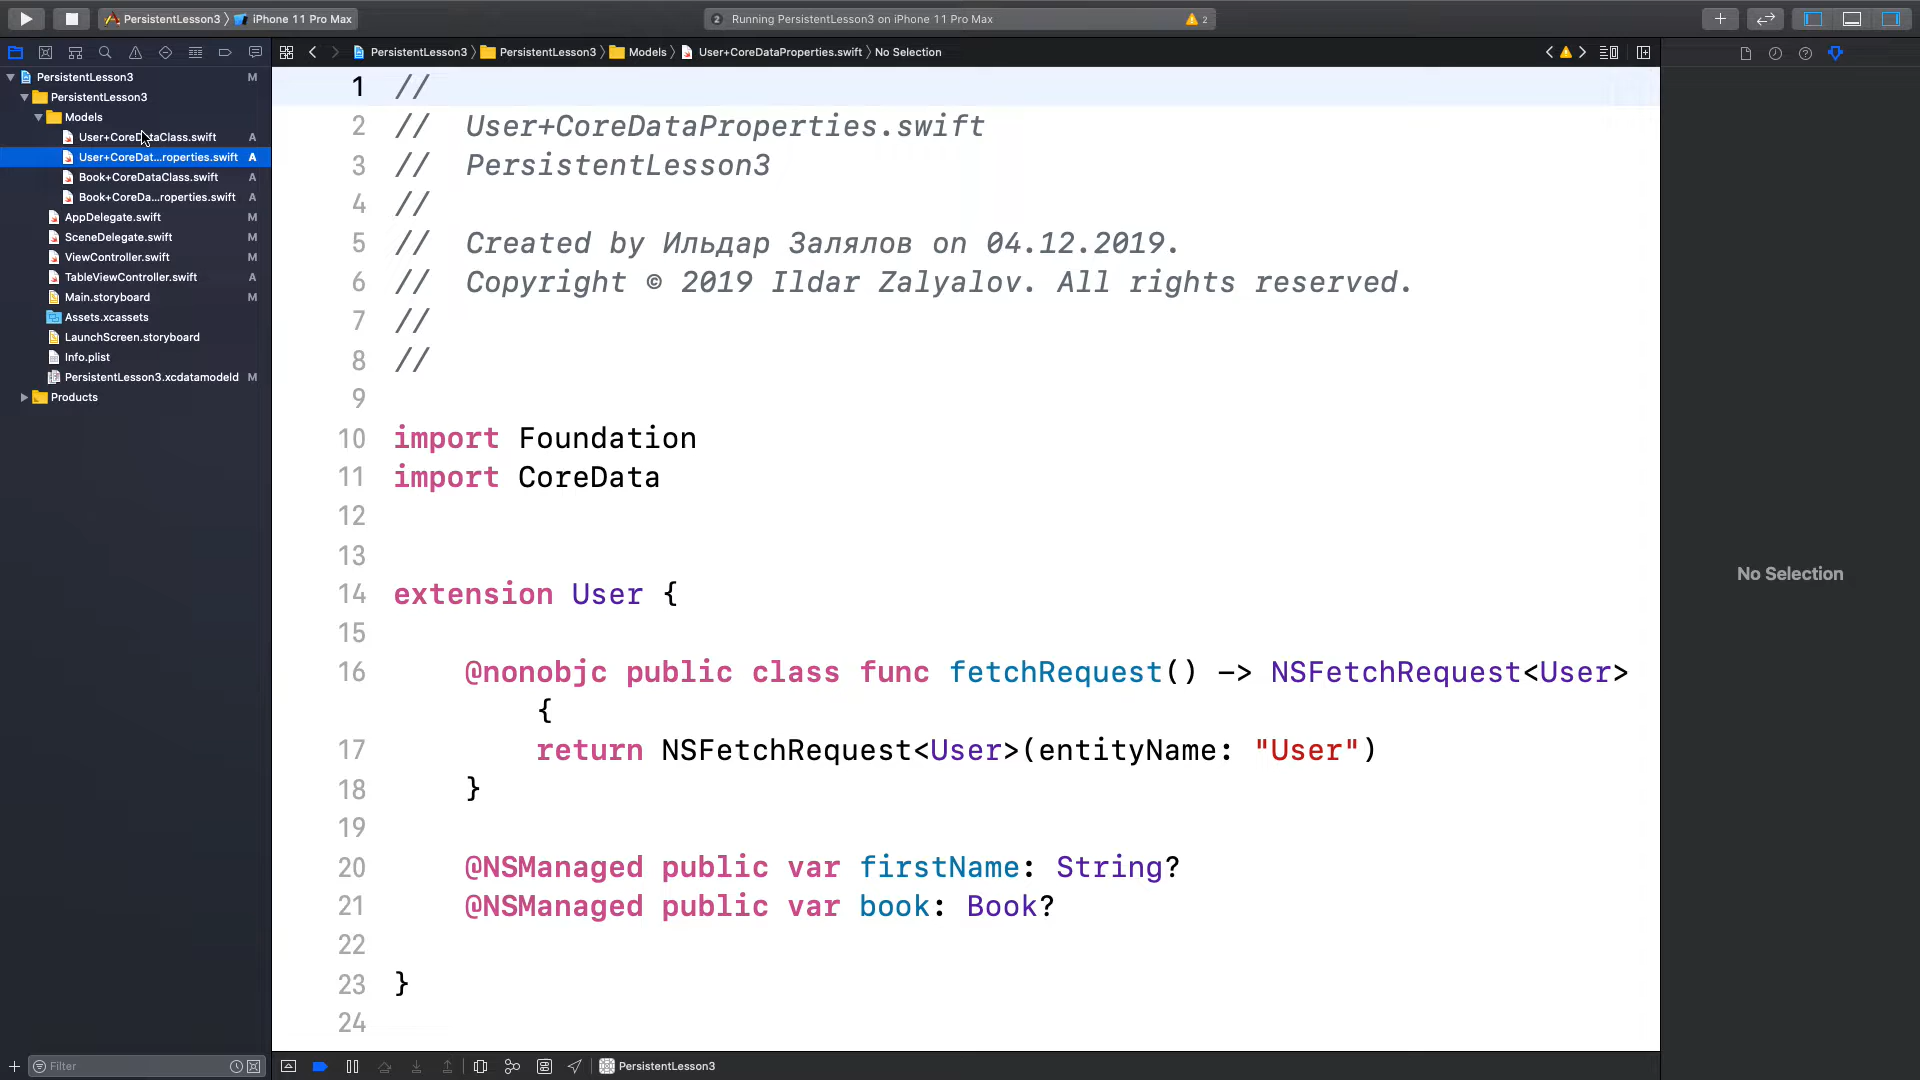 PersistentLesson3 〉 iPhone 11 Pro Max
2 Running PersistentLesson3 on iPhone 11 Pro Max 2
PersistentLesson3 〉 PersistentLesson3 〉 Models 〉 User+CoreDataProperties.swift 〉 No Selection
PersistentLesson3 M
PersistentLesson3
Models
User+CoreDataClass.swift A
User+CoreDat...roperties.swift A
Book+CoreDataClass.swift A
Book+CoreDa...roperties.swift A
AppDelegate.swift M
SceneDelegate.swift M
ViewController.swift M
TableViewController.swift A
Main.storyboard M
Assets.xcassets
LaunchScreen.storyboard
Info.plist
PersistentLesson3.xcdatamodeld M
Products
Filter
1 //
2 // User+CoreDataProperties.swift
3 // PersistentLesson3
4 //
5 // Created by Ильдар Залялов on 04.12.2019.
6 // Copyright © 2019 Ildar Zalyalov. All rights reserved.
7 //
8 //
9
10 import Foundation
11 import CoreData
12
13
14 extension User {
15
16 @nonobjc public class func fetchRequest() -> NSFetchRequest<User>
{
17 return NSFetchRequest<User>(entityName: "User")
18 }
19
20 @NSManaged public var firstName: String?
21 @NSManaged public var book: Book?
22
23 }
24
PersistentLesson3
No Selection